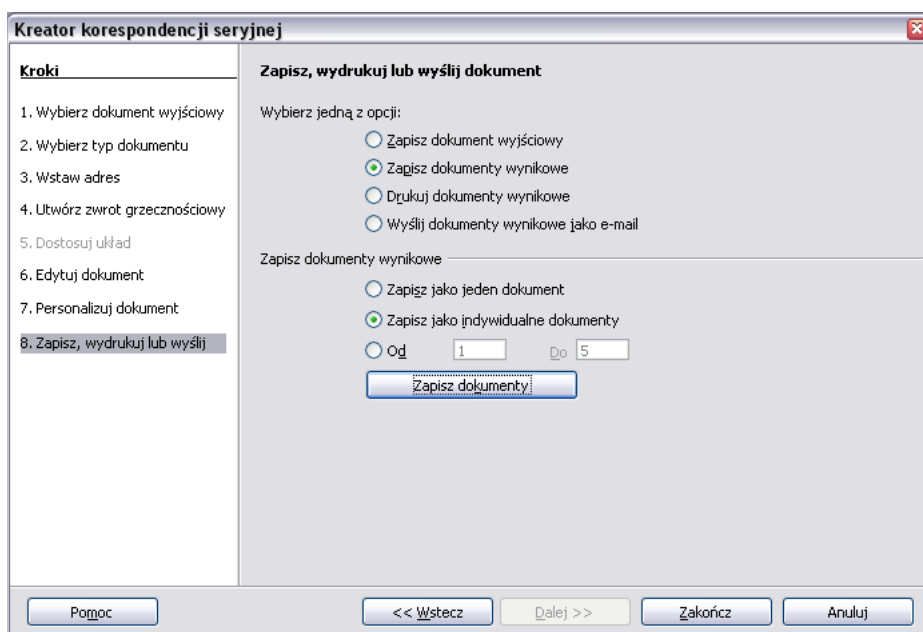 Kreator korespondencji seryjnej
Kroki
1. Wybierz dokument wyjściowy
2. Wybierz typ dokumentu
3. Wstaw adres
4. Utwórz zwrot grzecznościowy
5. Dostosuj układ
6. Edytuj dokument
7. Personalizuj dokument
8. Zapisz, wydrukuj lub wyślij
Zapisz, wydrukuj lub wyślij dokument
Wybierz jedną z opcji:
Zapisz dokument wyjściowy
Zapisz dokumenty wynikowe
Drukuj dokumenty wynikowe
Wyślij dokumenty wynikowe jako e-mail
Zapisz dokumenty wynikowe
Zapisz jako jeden dokument
Zapisz jako indywidualne dokumenty
Od 1 Do 5
Zapisz dokumenty
Pomoc << Wstecz Dalej >> Zakończ Anuluj